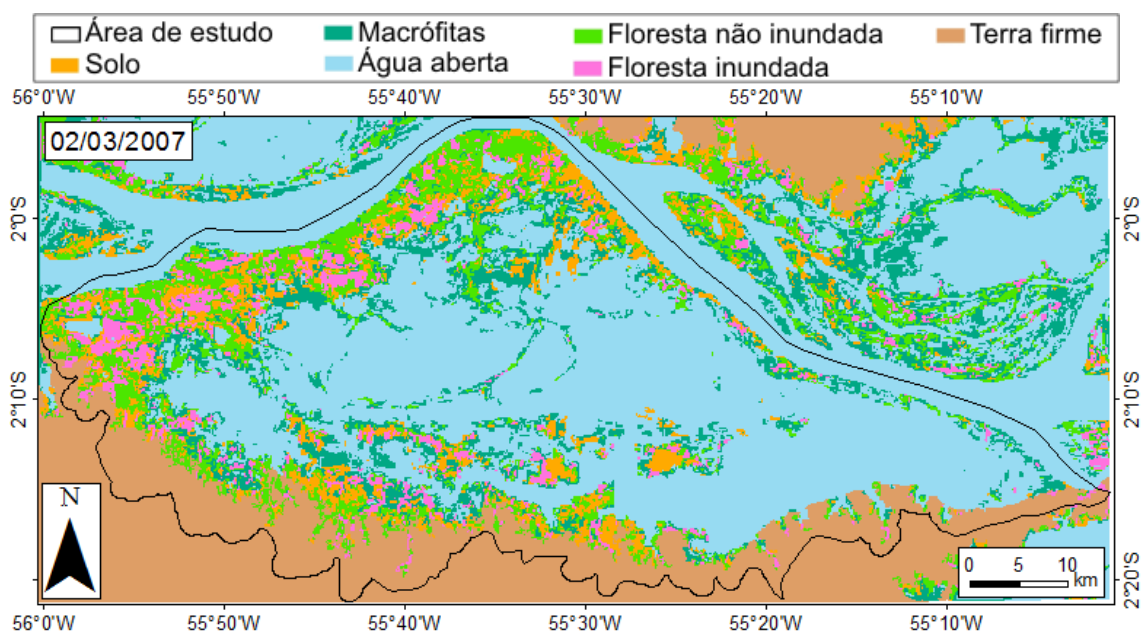 Área de estudo Macrófitas Floresta não inundada Terra firme
Solo Água aberta Floresta inundada
56°0'W 55°50'W 55°40'W 55°30'W 55°20'W 55°10'W
02/03/2007
2°0'S 2°0'S
2°10'S 2°10'S
N
0 5 10
km
2°20'S
56°0'W 55°50'W 55°40'W 55°30'W 55°20'W 55°10'W